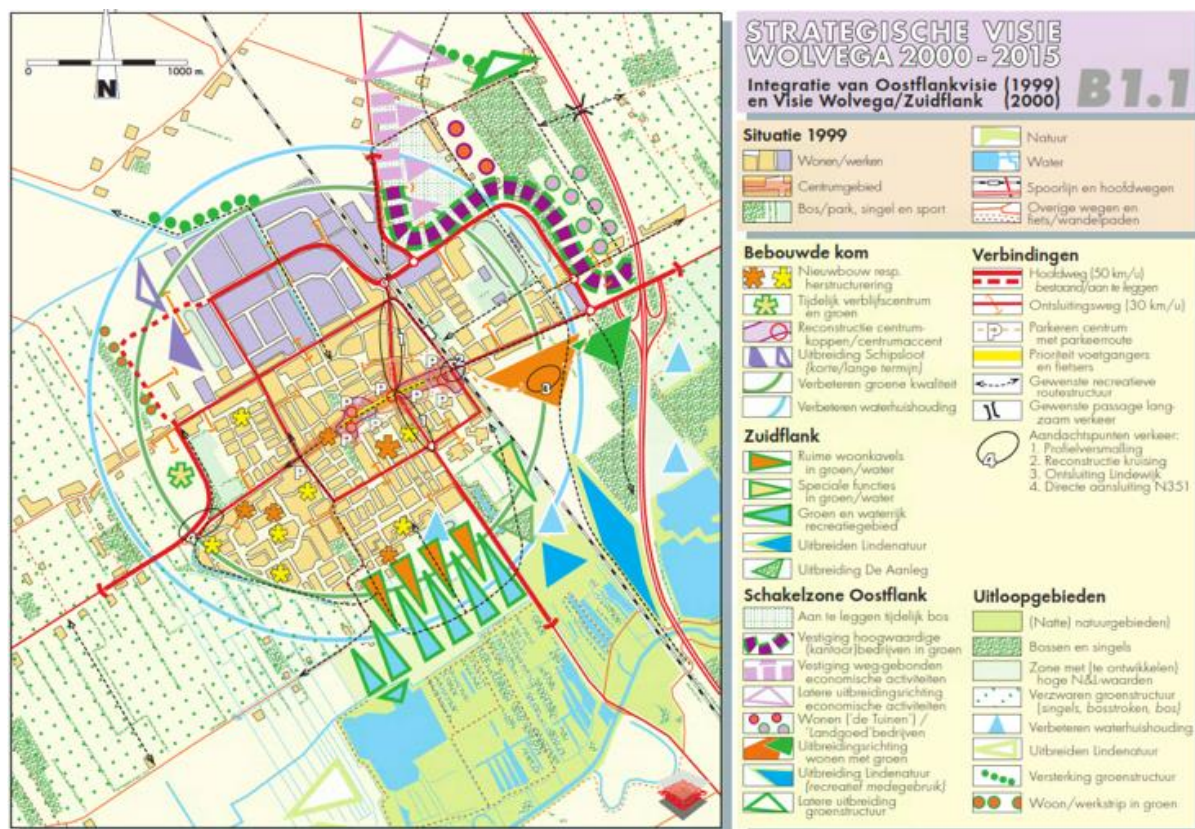 0
1000 m.
N
1
2
3
4
P
P
P
P
P
P
P
STRATEGISCHE VISIE
WOLVEGA 2000 - 2015
Integratie van Oostflankvisie (1999)
en Visie Wolvega/Zuidflank (2000)
B1.1
Situatie 1999
Wonen/werken
Centrumgebied
Bos/park, singel en sport
Natuur
Water
Spoorlijn en hoofdwegen
Overige wegen en
fiets/wandelpaden
Bebouwde kom
Nieuwbouw resp.
herstructurering
Tijdelijk verblijfscentrum
en groen
Reconstructie centrum-
koppen/centrumaccent
Uitbreiding Schipsloot
(korte/lange termijn)
Verbeteren groene kwaliteit
Verbeteren waterhuishouding
Verbindingen
Hoofdweg (50 km/u)
bestaand/aan te leggen
Ontsluitingsweg (30 km/u)
P
Parkeren centrum
met parkeerroute
Prioriteit voetgangers
en fietsers
Gewenste recreatieve
routestructuur
Gewenste passage lang-
zaam verkeer
4
Aandachtspunten verkeer:
1. Profielversmalling
2. Reconstructie kruising
3. Ontsluiting Lindewijk
4. Directe aansluiting N351
Zuidflank
Ruime woonkavels
in groen/water
Speciale functies
in groen/water
Groen en waterrijk
recreatiegebied
Uitbreiden Lindenatuur
Uitbreiding De Aanleg
Schakelzone Oostflank
Aan te leggen tijdelijk bos
Vestiging hoogwaardige
(kantoor)bedrijven in groen
Vestiging weg-gebonden
economische activiteiten
Latere uitbreidingsrichting
economische activiteiten
Wonen ('de Tuinen') /
'Landgoed'bedrijven
Uitbreidingsrichting
wonen met groen
Uitbreiding Lindenatuur
(recreatief medegebruik)
Latere uitbreiding
groenstructuur
Uitloopgebieden
(Natte) natuurgebieden)
Bossen en singels
Zone met (te ontwikkelen)
hoge N&L-waarden
Verzwaren groenstructuur
(singels, bosstroken, bos)
Verbeteren waterhuishouding
Uitbreiden Lindenatuur
Versterking groenstructuur
Woon/werkstrip in groen